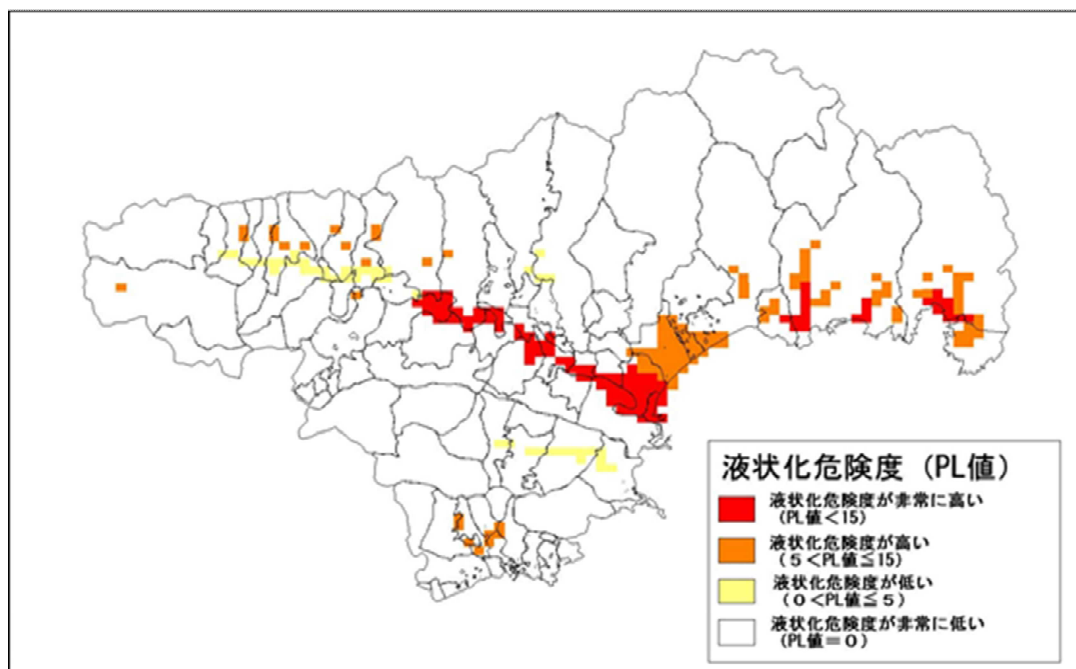 液状化危険度（PL値）
液状化危険度が非常に高い
（PL値＜15）
液状化危険度が高い
（５＜PL値≦15）
液状化危険度が低い
（０＜PL値≦５）
液状化危険度が非常に低い
（PL値＝０）